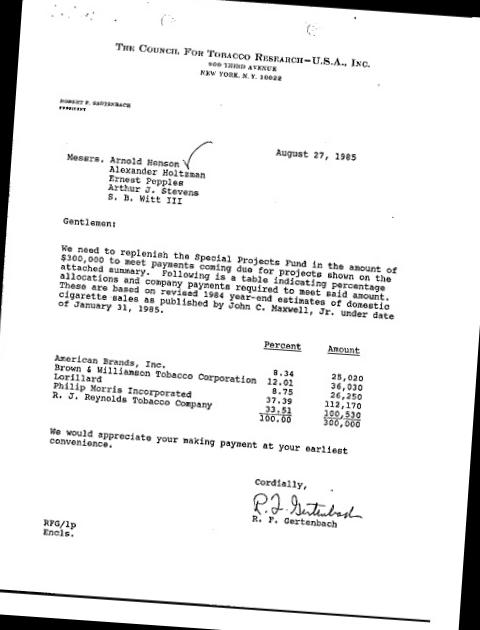 THE COUNCIL FOR TOBACCO RESEARCH–U.S.A., INC.
900 THIRD AVENUE
NEW YORK, N.Y. 10022
ROBERT F. GERTENBACH
PRESIDENT
August 27, 1985
Messrs. Arnold Henson
Alexander Holtzman
Ernest Pepples
Arthur J. Stevens
S. B. Witt III
Gentlemen:
We need to replenish the Special Projects Fund in the amount of
$300,000 to meet payments coming due for projects shown on the
attached summary. Following is a table indicating percentage
allocations and company payments required to meet said amount.
These are based on revised 1984 year-end estimates of domestic
cigarette sales as published by John C. Maxwell, Jr. under date
of January 31, 1985.
Percent Amount
American Brands, Inc. 8.34 25,020
Brown & Williamson Tobacco Corporation 12.01 36,030
Lorillard 8.75 26,250
Philip Morris Incorporated 37.39 112,170
R. J. Reynolds Tobacco Company 33.51 100,530
100.00 300,000
We would appreciate your making payment at your earliest
convenience.
Cordially,
R. F. Gertenbach
R. F. Gertenbach
RFG/lp
Encls.